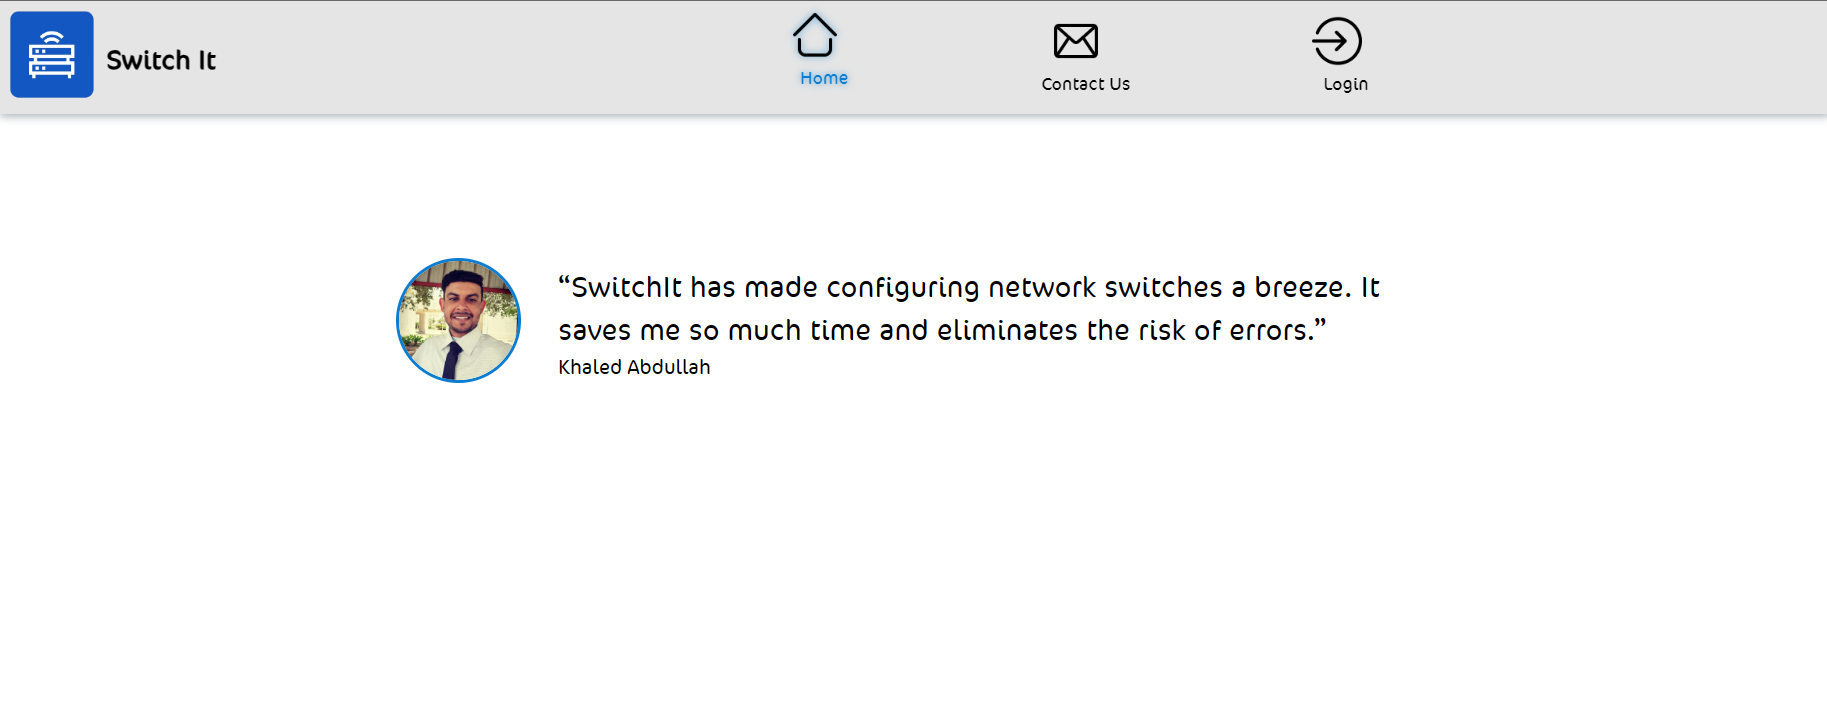 Switch It
Home
Contact Us
Login
“SwitchIt has made configuring network switches a breeze. It
saves me so much time and eliminates the risk of errors.”
Khaled Abdullah